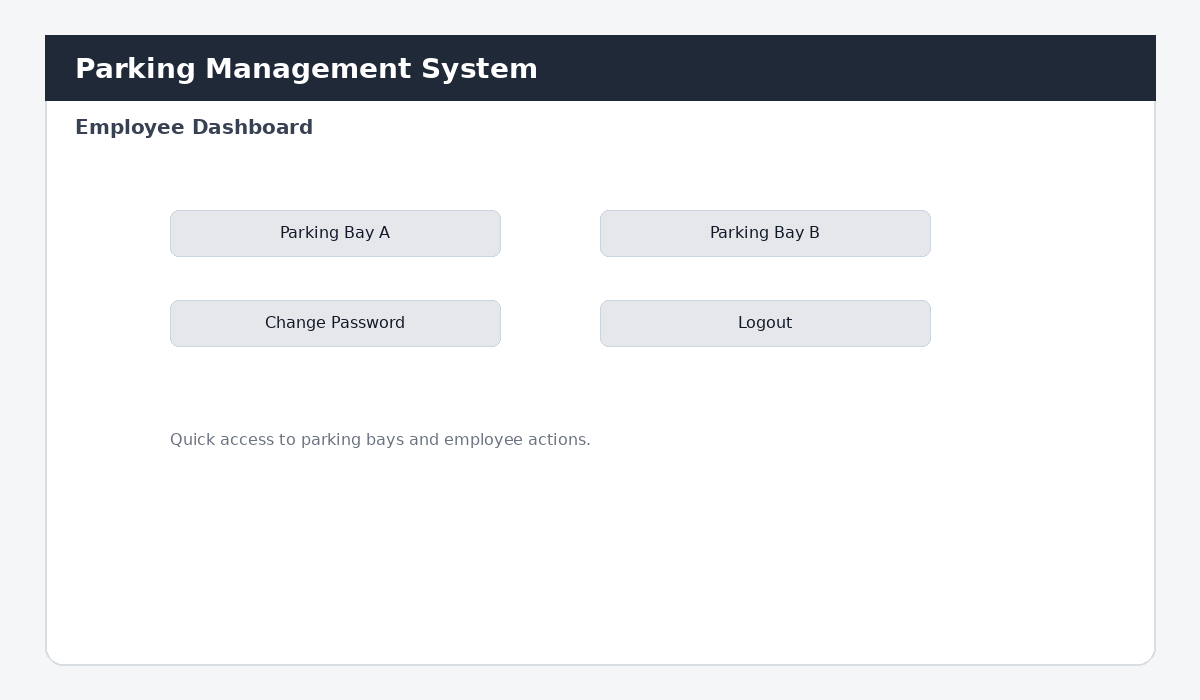 Parking Management System
Employee Dashboard
Parking Bay A
Parking Bay B
Change Password
Logout
Quick access to parking bays and employee actions.